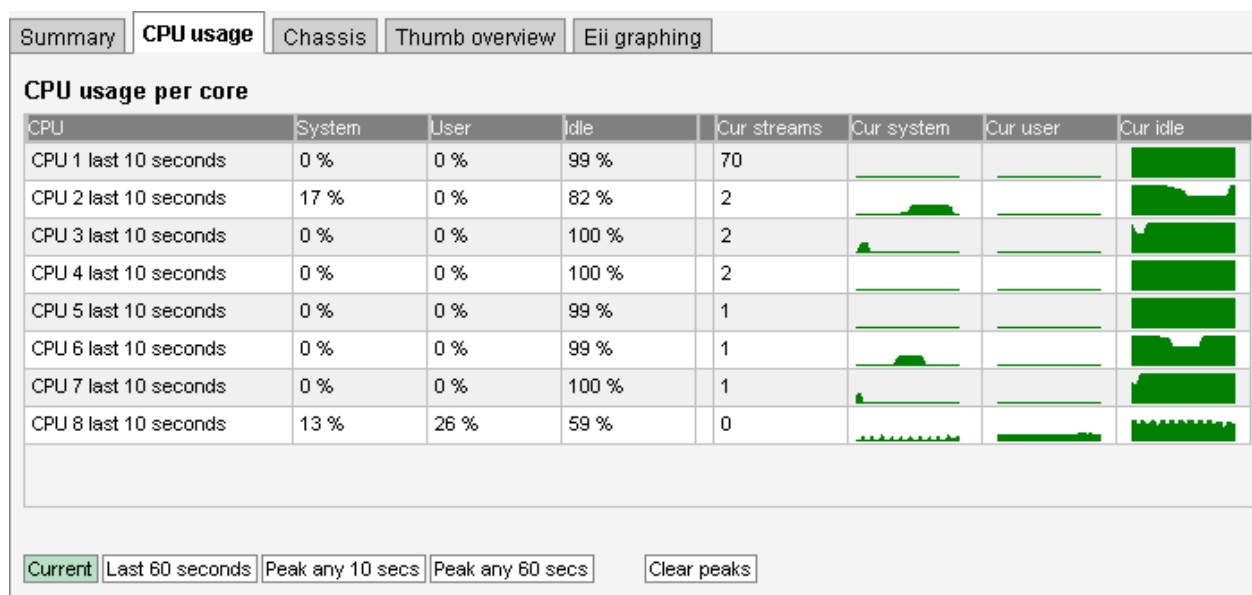 Summary CPU usage Chassis Thumb overview Eii graphing
CPU usage per core
CPU System User Idle Cur streams Cur system Cur user Cur idle
CPU 1 last 10 seconds 0 % 0 % 99 % 70
CPU 2 last 10 seconds 17 % 0 % 82 % 2
CPU 3 last 10 seconds 0 % 0 % 100 % 2
CPU 4 last 10 seconds 0 % 0 % 100 % 2
CPU 5 last 10 seconds 0 % 0 % 99 % 1
CPU 6 last 10 seconds 0 % 0 % 99 % 1
CPU 7 last 10 seconds 0 % 0 % 100 % 1
CPU 8 last 10 seconds 13 % 26 % 59 % 0
Current Last 60 seconds Peak any 10 secs Peak any 60 secs Clear peaks